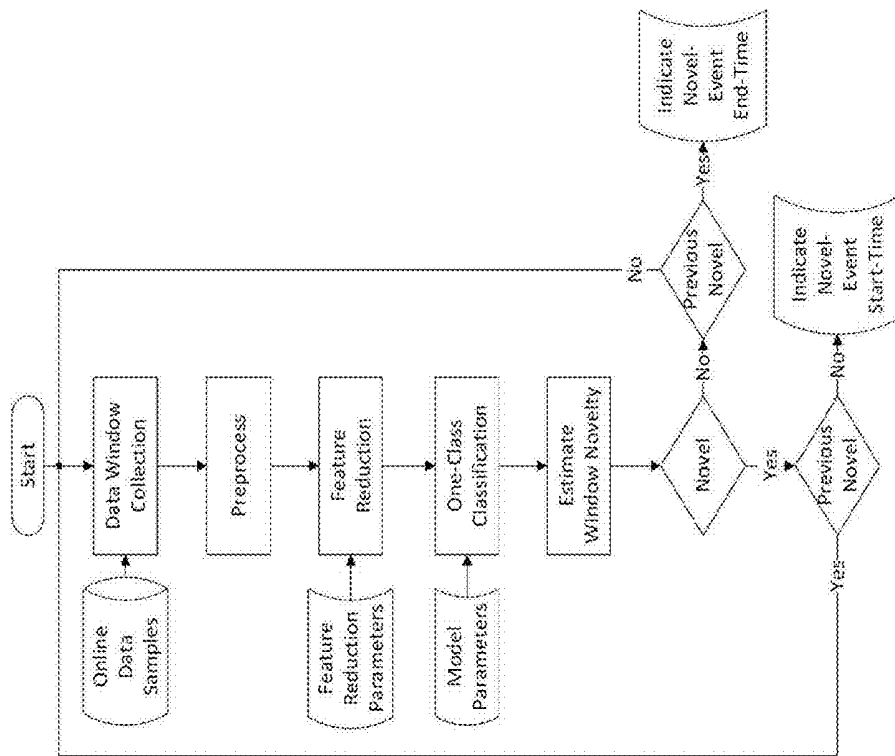 Start
Online
Data
Samples
Data Window
Collection
Preprocess
Feature
Reduction
Parameters
Feature
Reduction
Model
Parameters
One-Class
Classification
Estimate
Window Novelty
Novel
No
Previous
Novel
No
Yes
Indicate
Novel-
Event
End-Time
Yes
Previous
Novel
Yes
No
Indicate
Novel-
Event
Start-Time